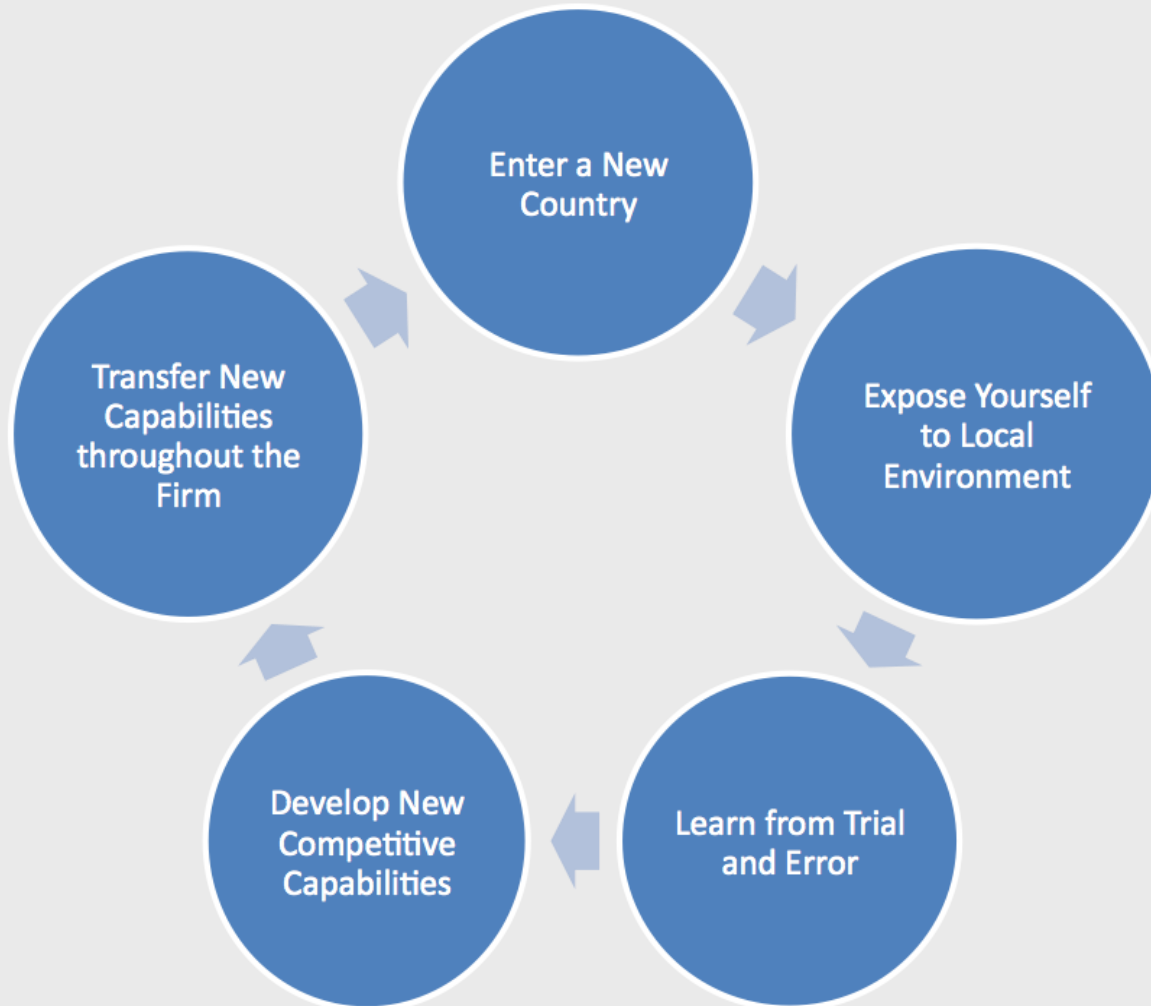 Enter a New
Country
Expose Yourself
to Local
Environment
Learn from Trial
and Error
Develop New
Competitive
Capabilities
Transfer New
Capabilities
throughout the
Firm